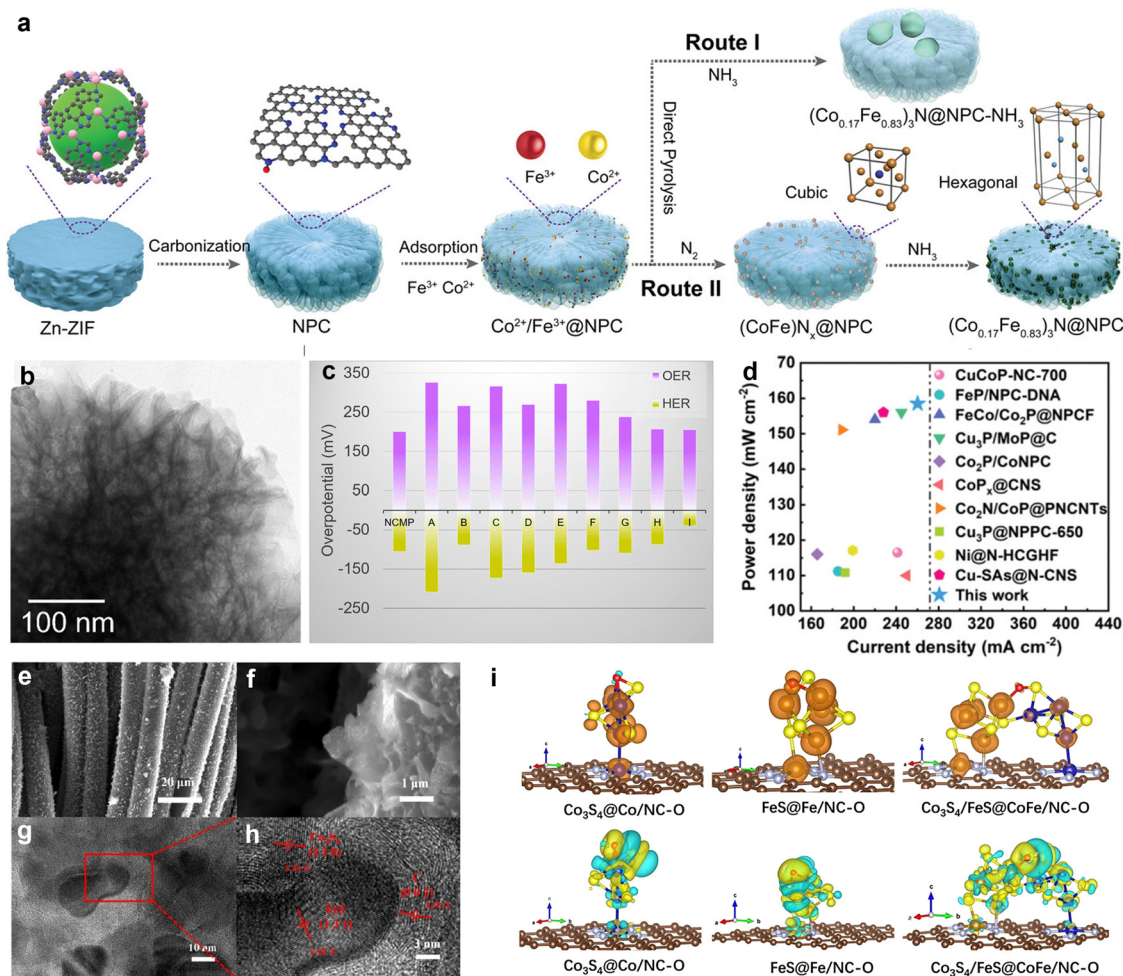 a
Route I
NH₃
(Co₀.₁₇Fe₀.₈₃)₃N@NPC-NH₃
Direct Pyrolysis
Fe³⁺
Co²⁺
Cubic
Hexagonal
Carbonization
Adsorption
Fe³⁺ Co²⁺
N₂
Route II
NH₃
Zn-ZIF
NPC
Co²⁺/Fe³⁺@NPC
(CoFe)Nₓ@NPC
(Co₀.₁₇Fe₀.₈₃)₃N@NPC
b
100 nm
c
Overpotential (mV)
350
250
150
50
-50
-150
-250
OER
HER
NCMP A B C D E F G H I
d
Power density (mW cm⁻²)
170
160
150
140
130
120
110
100
CuCoP-NC-700
FeP/NPC-DNA
FeCo/Co₂P@NPCF
Cu₃P/MoP@C
Co₂P/CoNPC
CoPₓ@CNS
Co₂N/CoP@PNCNTs
Cu₃P@NPPC-650
Ni@N-HCGHF
Cu-SAs@N-CNS
This work
160 200 240 280 320 360 400 440
Current density (mA cm⁻²)
e
20 μm
f
1 μm
g
10 nm
h
3 nm
i
Co₃S₄@Co/NC-O
FeS@Fe/NC-O
Co₃S₄/FeS@CoFe/NC-O
Co₃S₄@Co/NC-O
FeS@Fe/NC-O
Co₃S₄/FeS@CoFe/NC-O